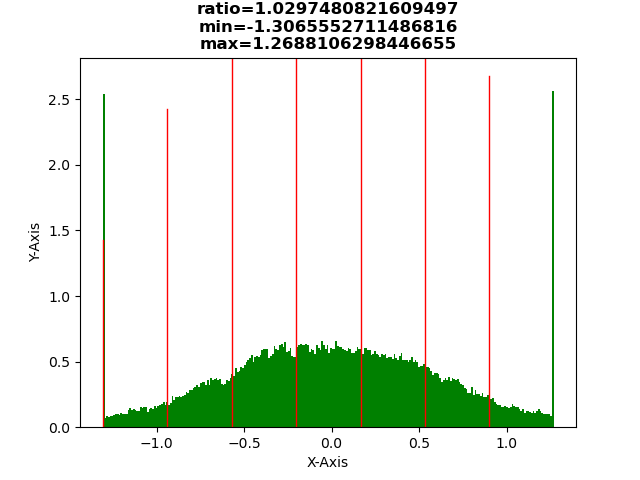 ratio=1.0297480821609497
min=-1.3065552711486816
max=1.2688106298446655
2.5
2.0
1.5
1.0
0.5
0.0
Y-Axis
−1.0
−0.5
0.0
0.5
1.0
X-Axis